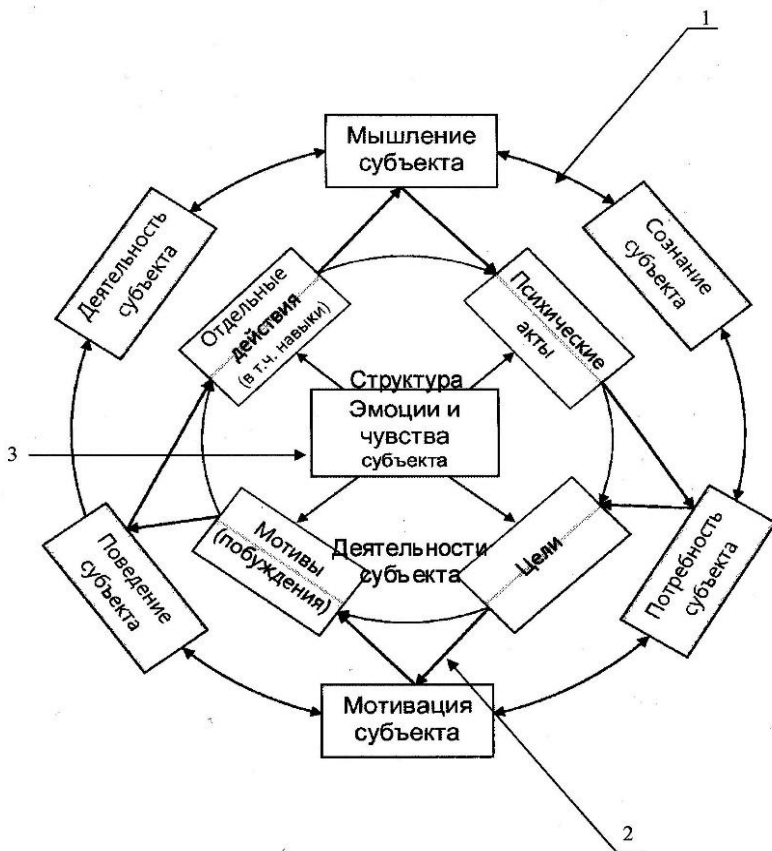 1
Мышление
субъекта
Деятельность
субъекта
Сознание
субъекта
Отдельные
действия
(в т.ч. навыки)
Психические
акты
Структура
Эмоции и
чувства
субъекта
3
Мотивы
(побуждения)
Деятельности
субъекта
Цели
Поведение
субъекта
Потребность
субъекта
Мотивация
субъекта
2